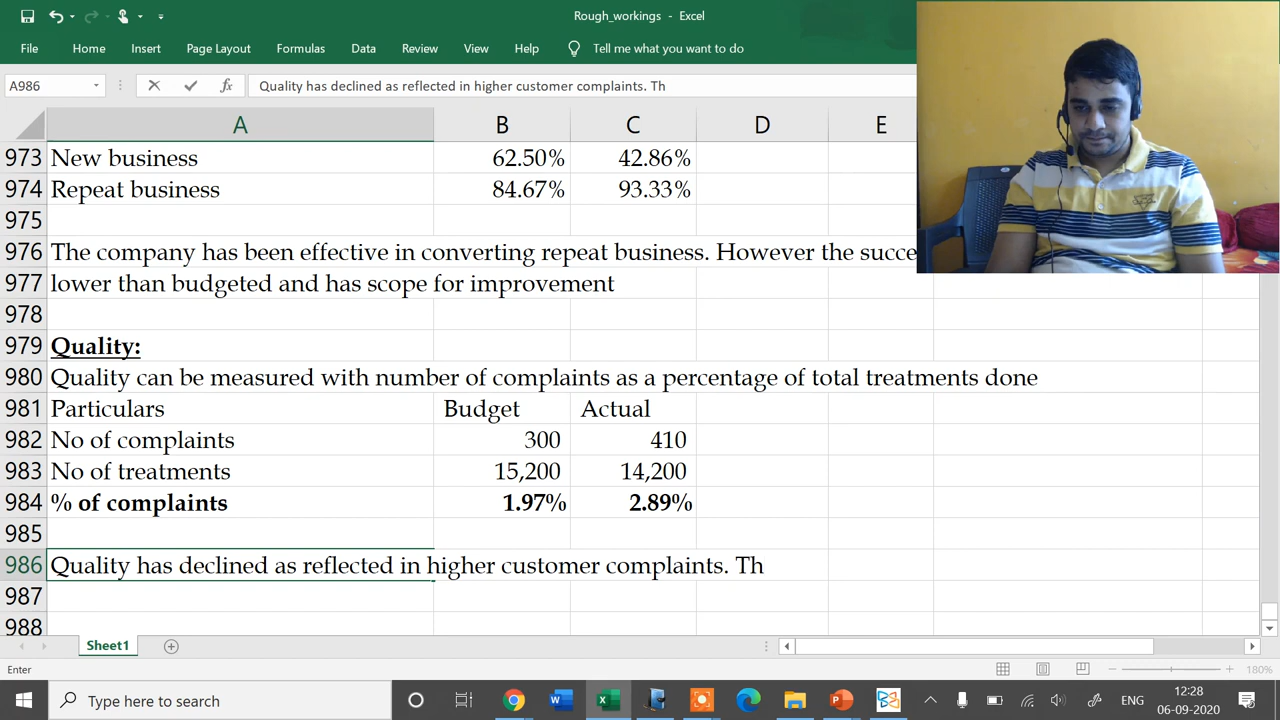 Rough_workings - Excel
File Home Insert Page Layout Formulas Data Review View Help Tell me what you want to do
A986 fx Quality has declined as reflected in higher customer complaints. Th
A B C D E
973 New business 62.50% 42.86%
974 Repeat business 84.67% 93.33%
975
976 The company has been effective in converting repeat business. However the
977 lower than budgeted and has scope for improvement
978
979 Quality:
980 Quality can be measured with number of complaints as a percentage of total treatments done
981 Particulars Budget Actual
982 No of complaints 300 410
983 No of treatments 15,200 14,200
984 % of complaints 1.97% 2.89%
985
986 Quality has declined as reflected in higher customer complaints. Th
987
988
Sheet1
Enter 180%
Type here to search ENG 12:28
06-09-2020